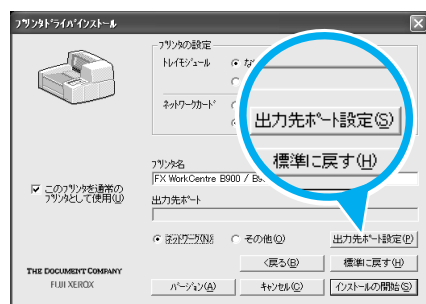 プリンタドライバインストール
プリンタの設定
トレイモジュール
ネットワークカード
出力先ポート設定(S)
標準に戻す(H)
プリンタ名
FX WorkCentre B900 /
このプリンタを通常の
プリンタとして使用(U)
出力先ポート
ネットワーク(N)
その他(O)
出力先ポート設定(P)
<戻る(B)
標準に戻す(H)
THE DOCUMENT COMPANY
FUJI XEROX
バージョン(A)
キャンセル(C)
インストールの開始(S)